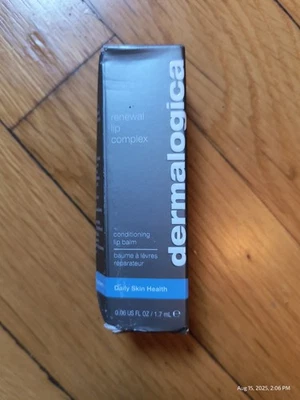 renewal
lip
complex
dermalogica
conditioning
lip balm
baume à lèvres
réparateur
Daily Skin Health
0.06 US FL OZ / 1.7 mL ℮
Aug 15, 2025, 2:06 PM